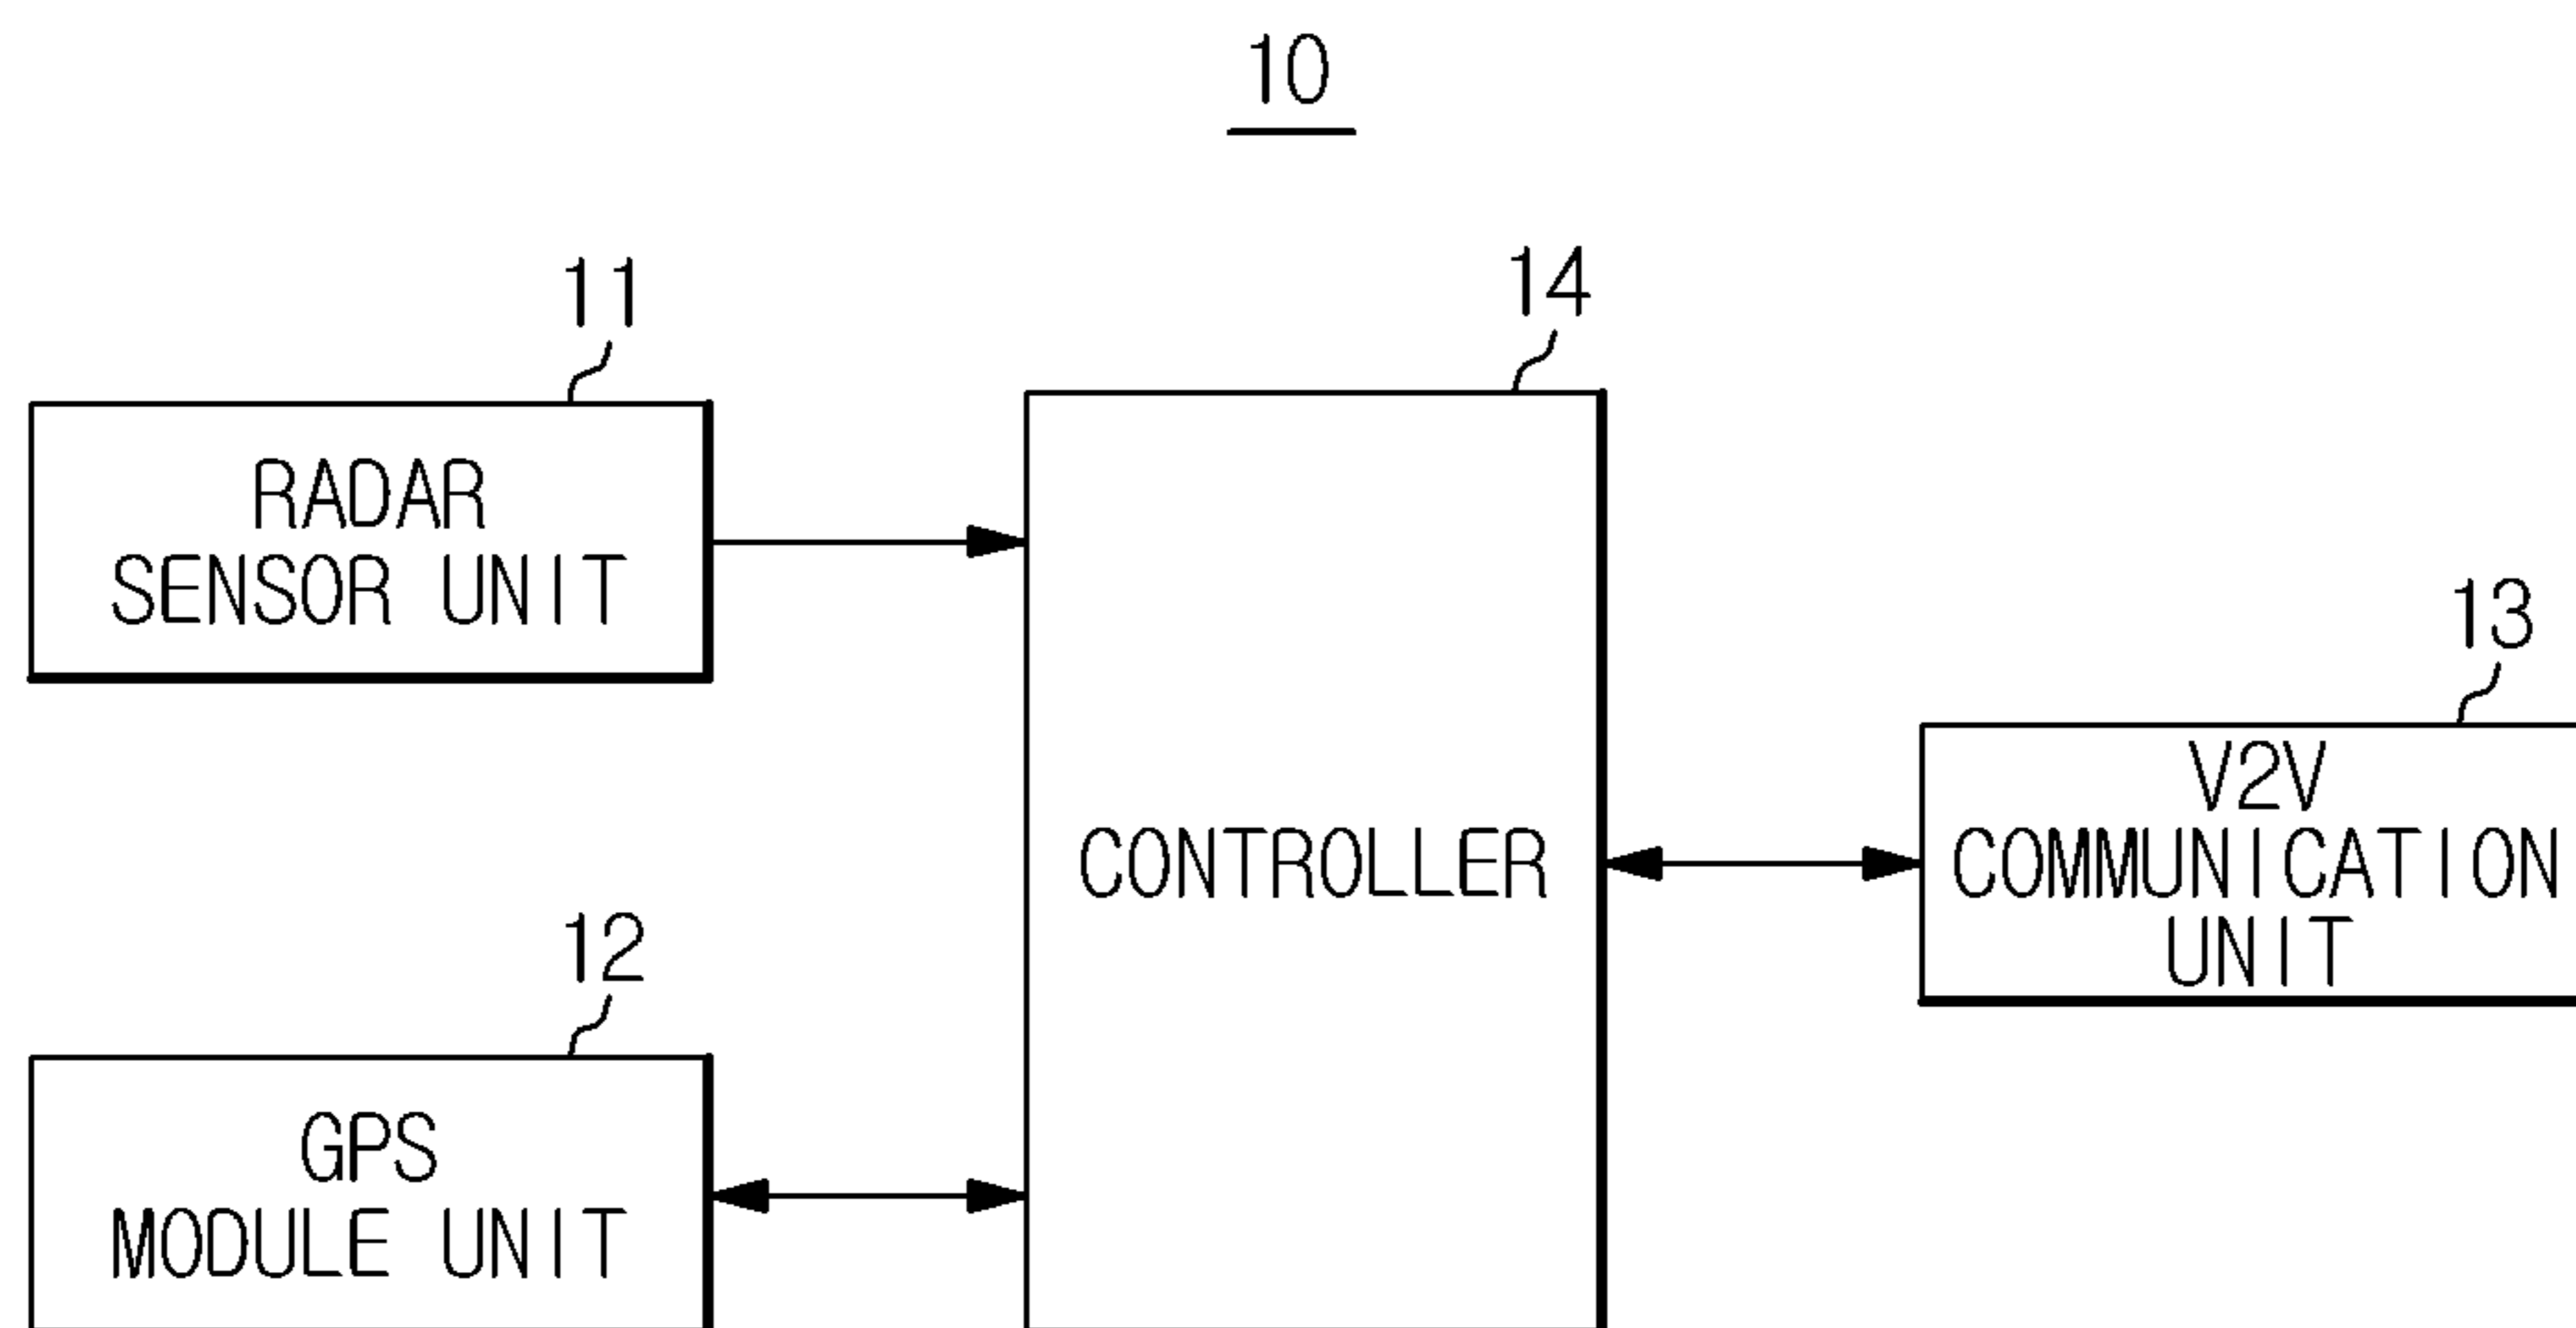 10
11
14
RADAR
SENSOR UNIT
13
V2V
CONTROLLER
COMMUNICATION
UNIT
12
GPS
MODULE UNIT